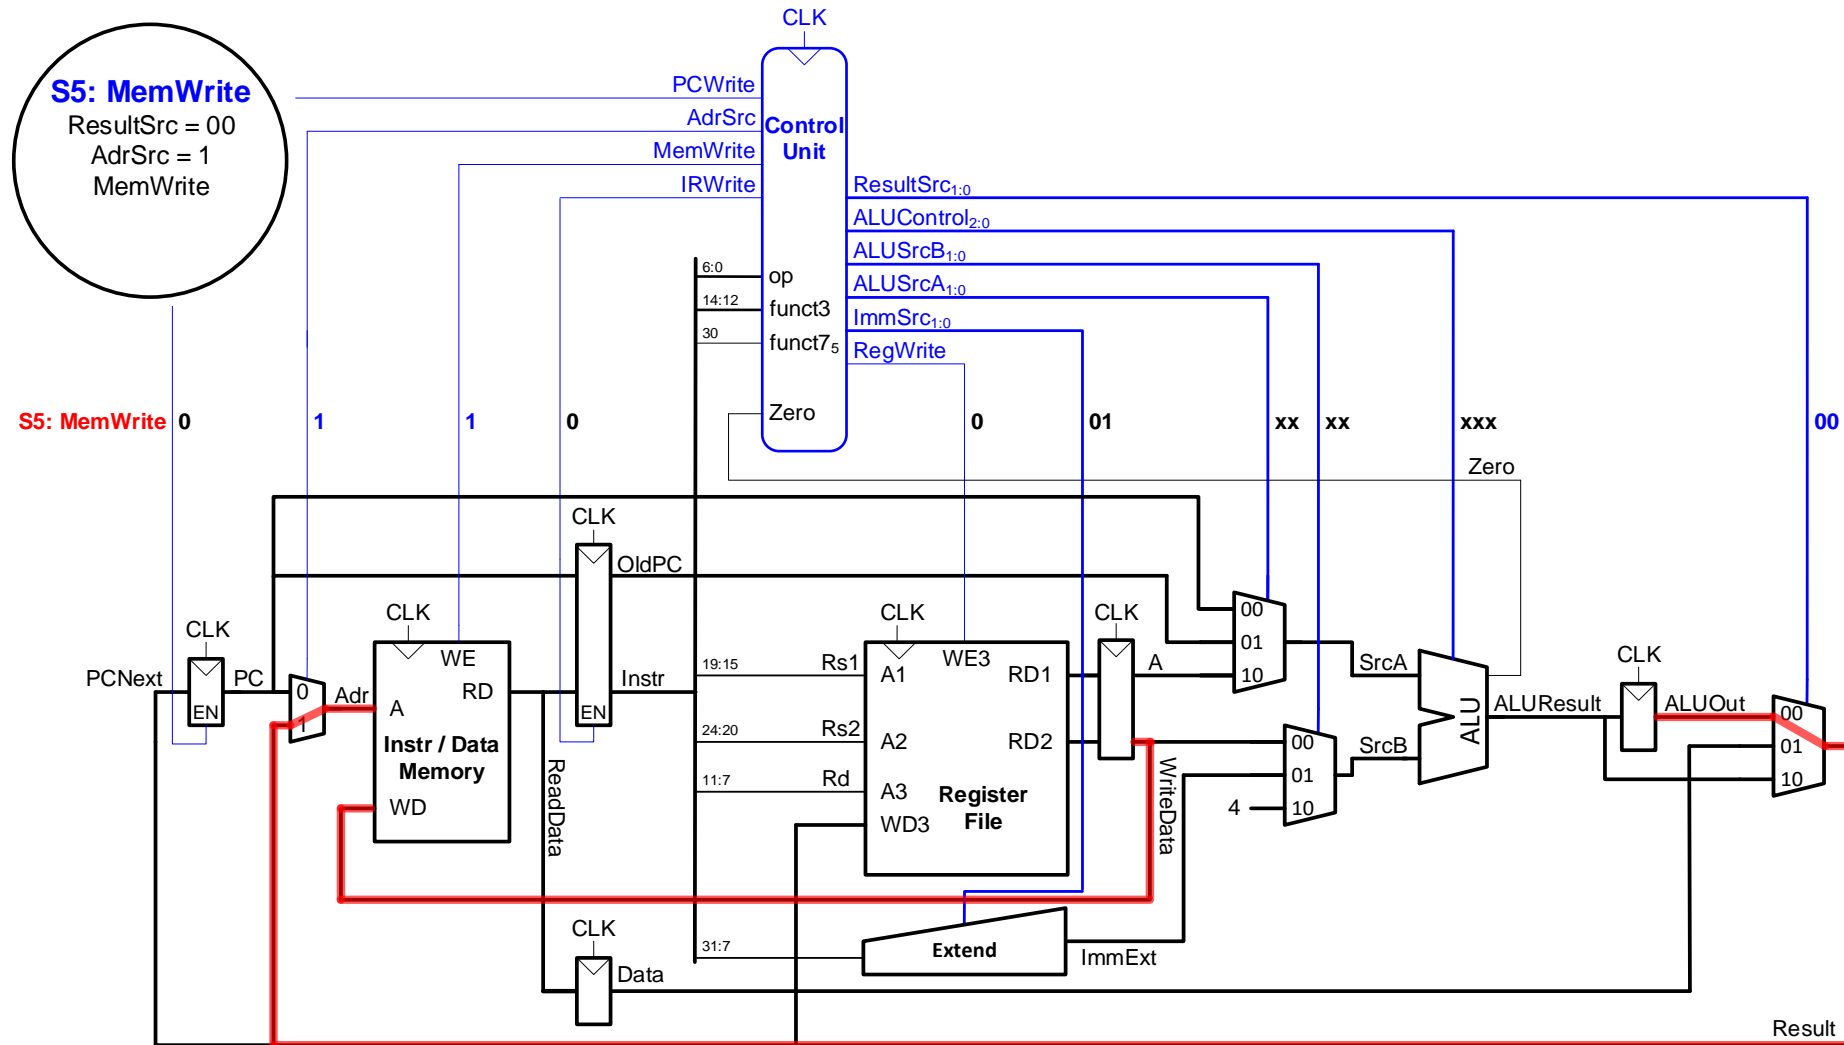 CLK
S5: MemWrite
ResultSrc = 00
AdrSrc = 1
MemWrite
PCWrite
AdrSrc
MemWrite
IRWrite
Control
Unit
ResultSrc1:0
ALUControl2:0
ALUSrcB1:0
ALUSrcA1:0
ImmSrc1:0
RegWrite
6:0
op
14:12
funct3
30
funct75
Zero
S5: MemWrite 0 1 1 0 0 01 xx xx xxx 00
Zero
CLK
OldPC
CLK
CLK
CLK
CLK
CLK
PCNext
EN
PC
0
1
Adr
WE
A
RD
Instr / Data
Memory
WD
EN
Instr
ReadData
19:15
Rs1
24:20
Rs2
11:7
Rd
A1
WE3
RD1
A2
RD2
A3
WD3
Register
File
A
WriteData
00
01
10
SrcA
00
01
10
4
SrcB
ALU
ALUResult
ALUOut
00
01
10
CLK
31:7
Extend
ImmExt
Data
Result